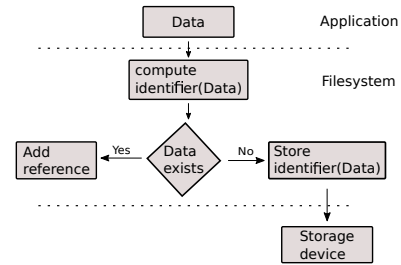 Data
Application
compute
identifier(Data)
Filesystem
Add
reference
Yes
Data
exists
No
Store
identifier(Data)
Storage
device